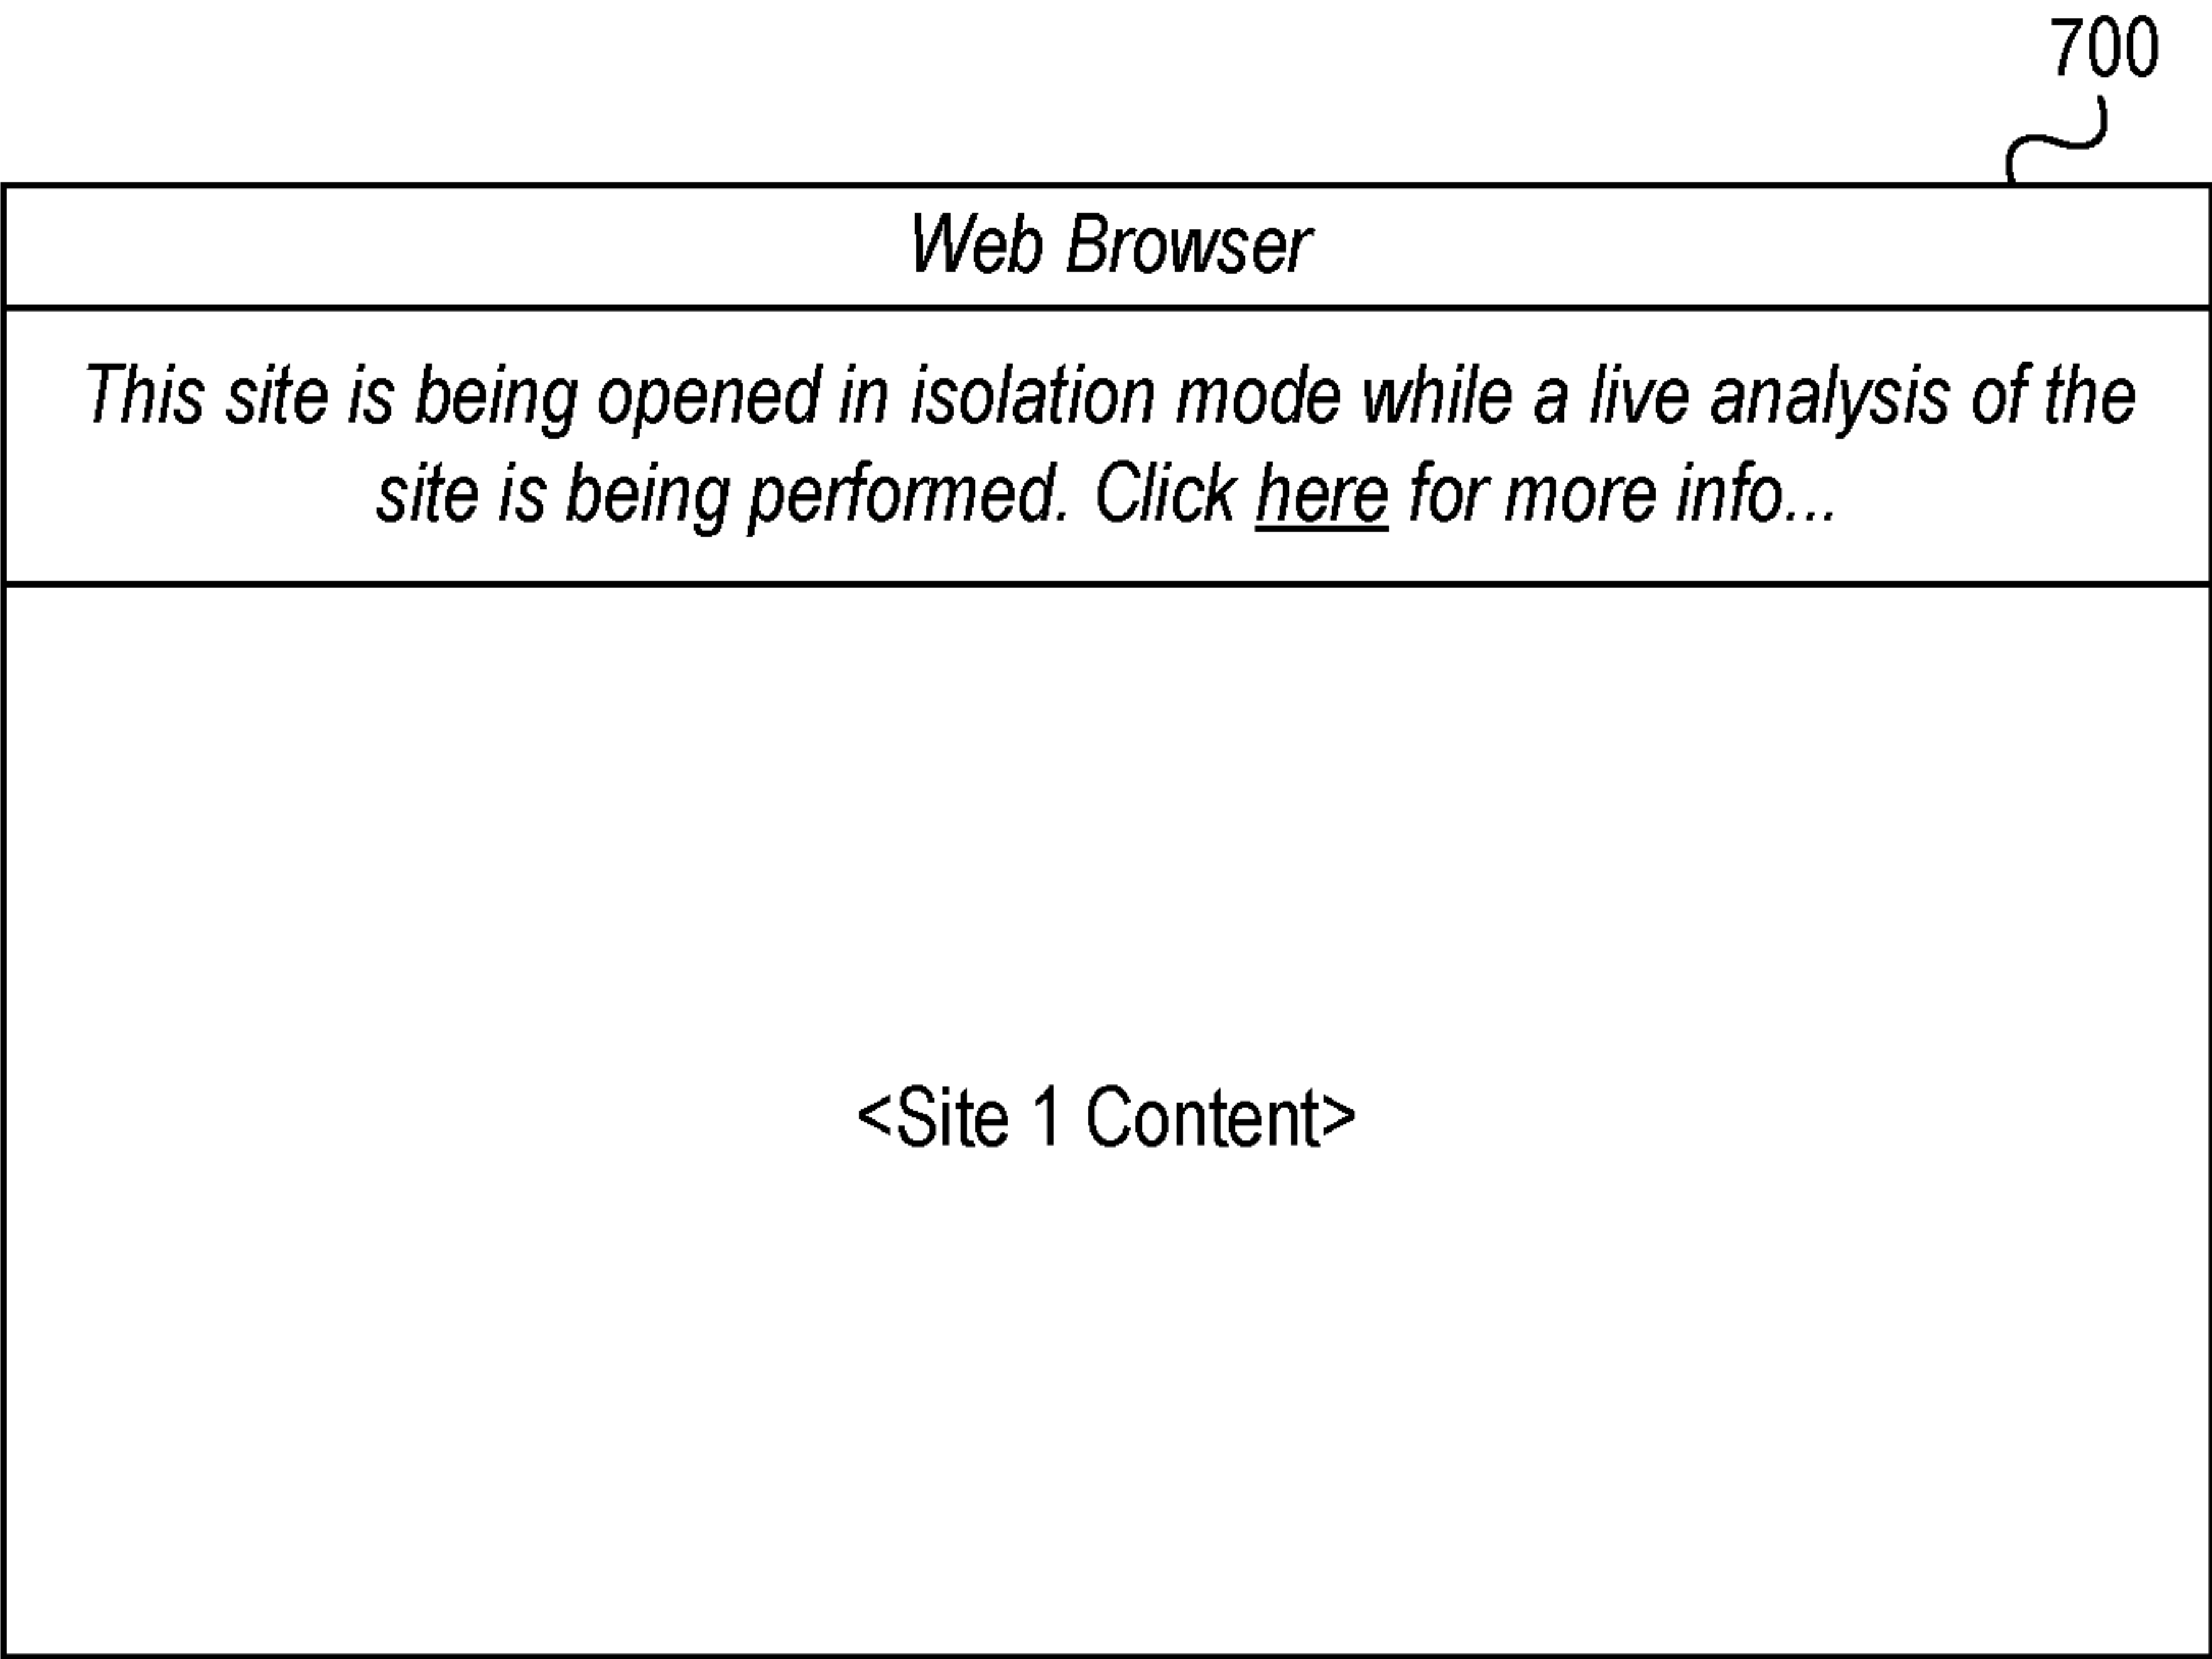 700
Web Browser
This site is being opened in isolation mode while a live analysis of the
site is being performed. Click here for more info...
<Site 1 Content>